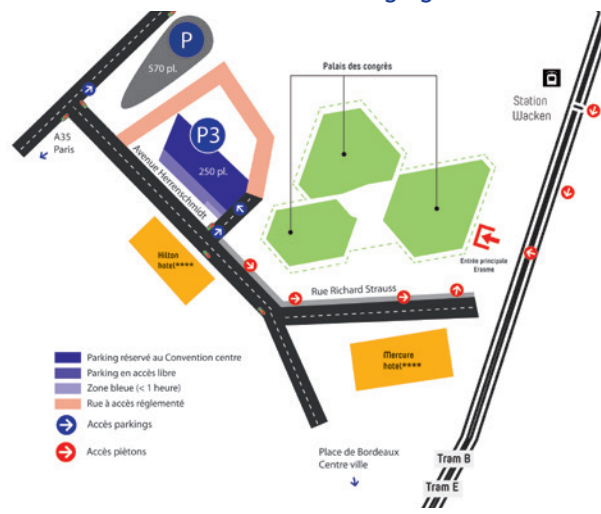 P
570 pl.
Palais des congrès
Station
Wacken
A35
Paris
P3
250 pl.
Avenue Herrenschmidt
Hilton
hotel****
Entrée principale
Erasme
Rue Richard Strauss
Mercure
hotel****
Parking réservé au Convention centre
Parking en accès libre
Zone bleue (< 1 heure)
Rue à accès réglementé
Accès parkings
Accès piètons
Place de Bordeaux
Centre ville
Tram B
Tram E